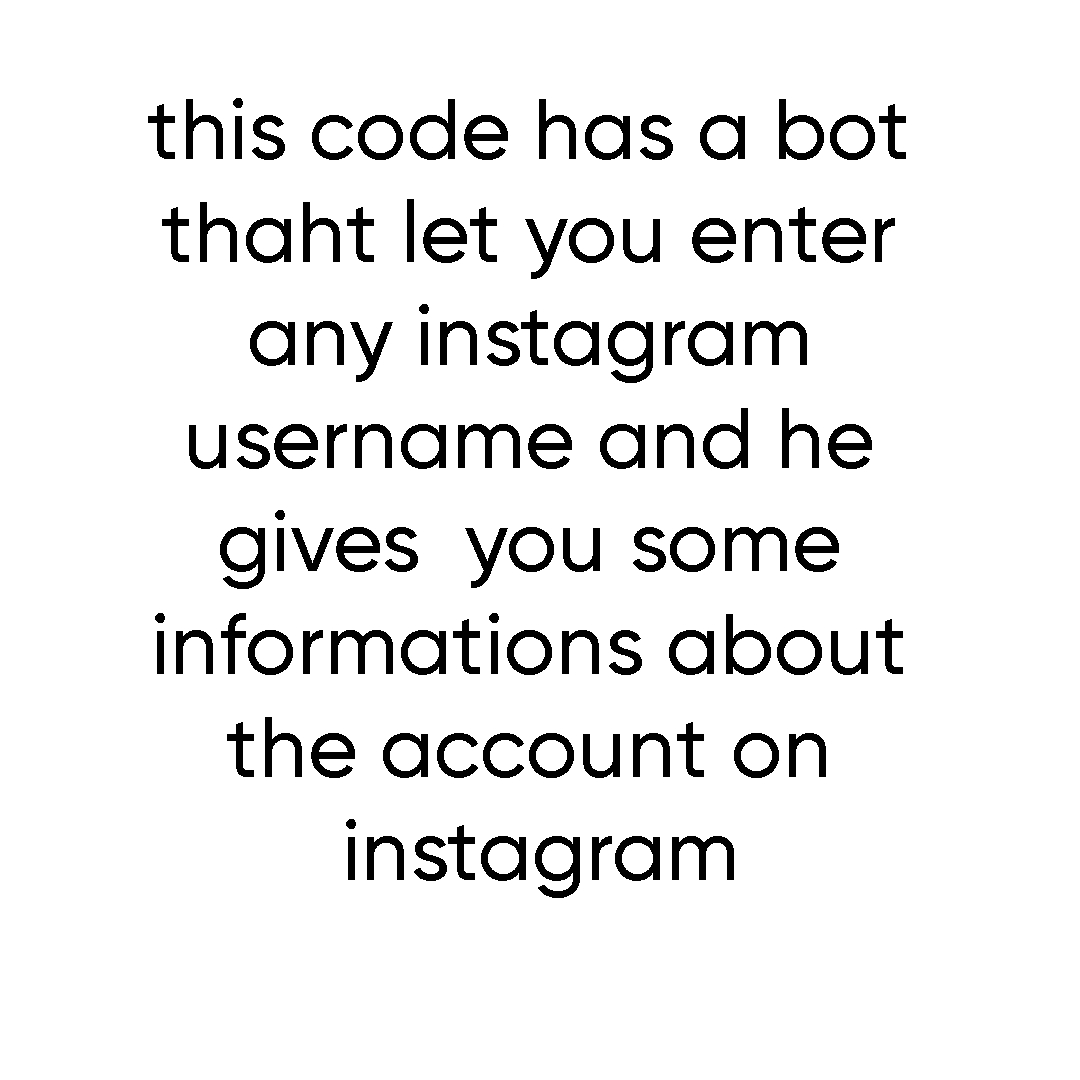 this code has a bot
thaht let you enter
any instagram
username and he
gives  you some
informations about
the account on
instagram